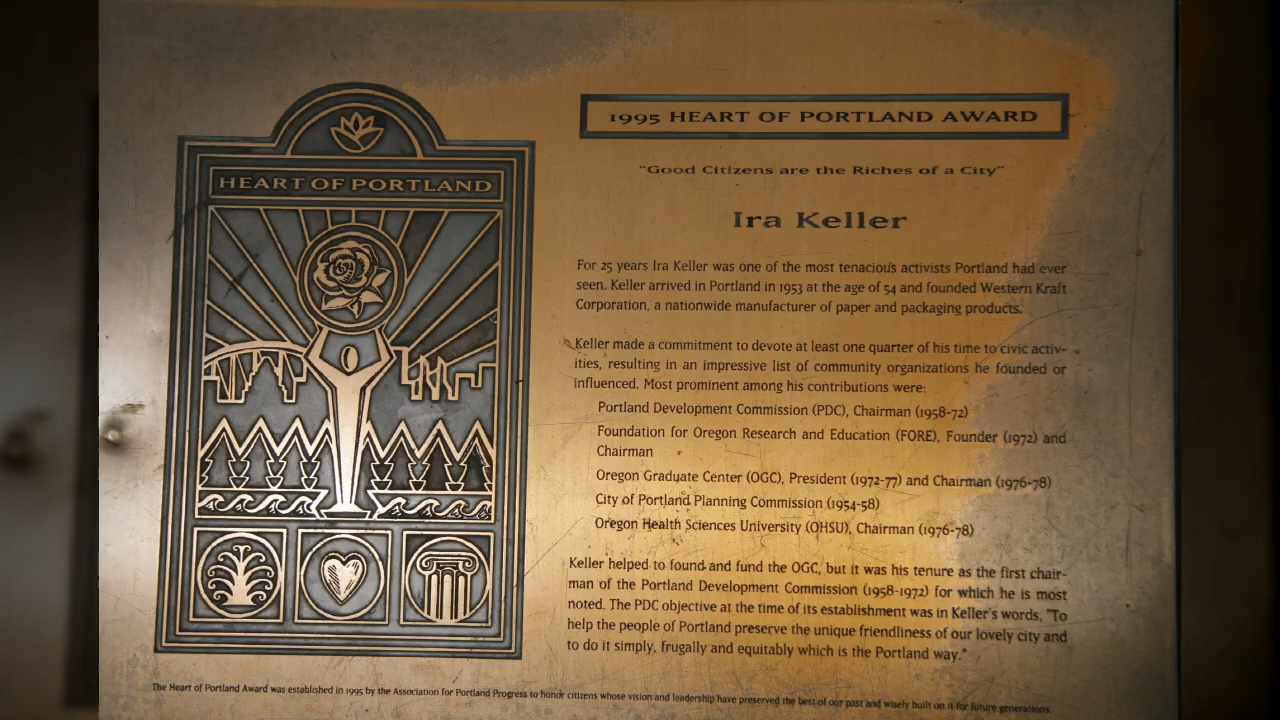 1995 HEART OF PORTLAND AWARD
"Good Citizens are the Riches of a City"
HEART OF PORTLAND
Ira Keller
For 25 years Ira Keller was one of the most tenacious activists Portland had ever
seen. Keller arrived in Portland in 1953 at the age of 54 and founded Western Kraft
Corporation, a nationwide manufacturer of paper and packaging products.
Keller made a commitment to devote at least one quarter of his time to civic activ-
ities, resulting in an impressive list of community organizations he founded or
influenced. Most prominent among his contributions were:
Portland Development Commission (PDC), Chairman (1958-72)
Foundation for Oregon Research and Education (FORE), Founder (1972) and
Chairman
Oregon Graduate Center (OGC), President (1972-77) and Chairman (1976-78)
City of Portland Planning Commission (1954-58)
Oregon Health Sciences University (OHSU), Chairman (1976-78)
Keller helped to found and fund the OGC, but it was his tenure as the first chair-
man of the Portland Development Commission (1958-1972) for which he is most
noted. The PDC objective at the time of its establishment was in Keller's words, "To
help the people of Portland preserve the unique friendliness of our lovely city and
to do it simply, frugally and equitably which is the Portland way."
The Heart of Portland Award was established in 1995 by the Association for Portland Progress to honor citizens whose vision and leadership have preserved the best of our past and wisely built on it for future generations.